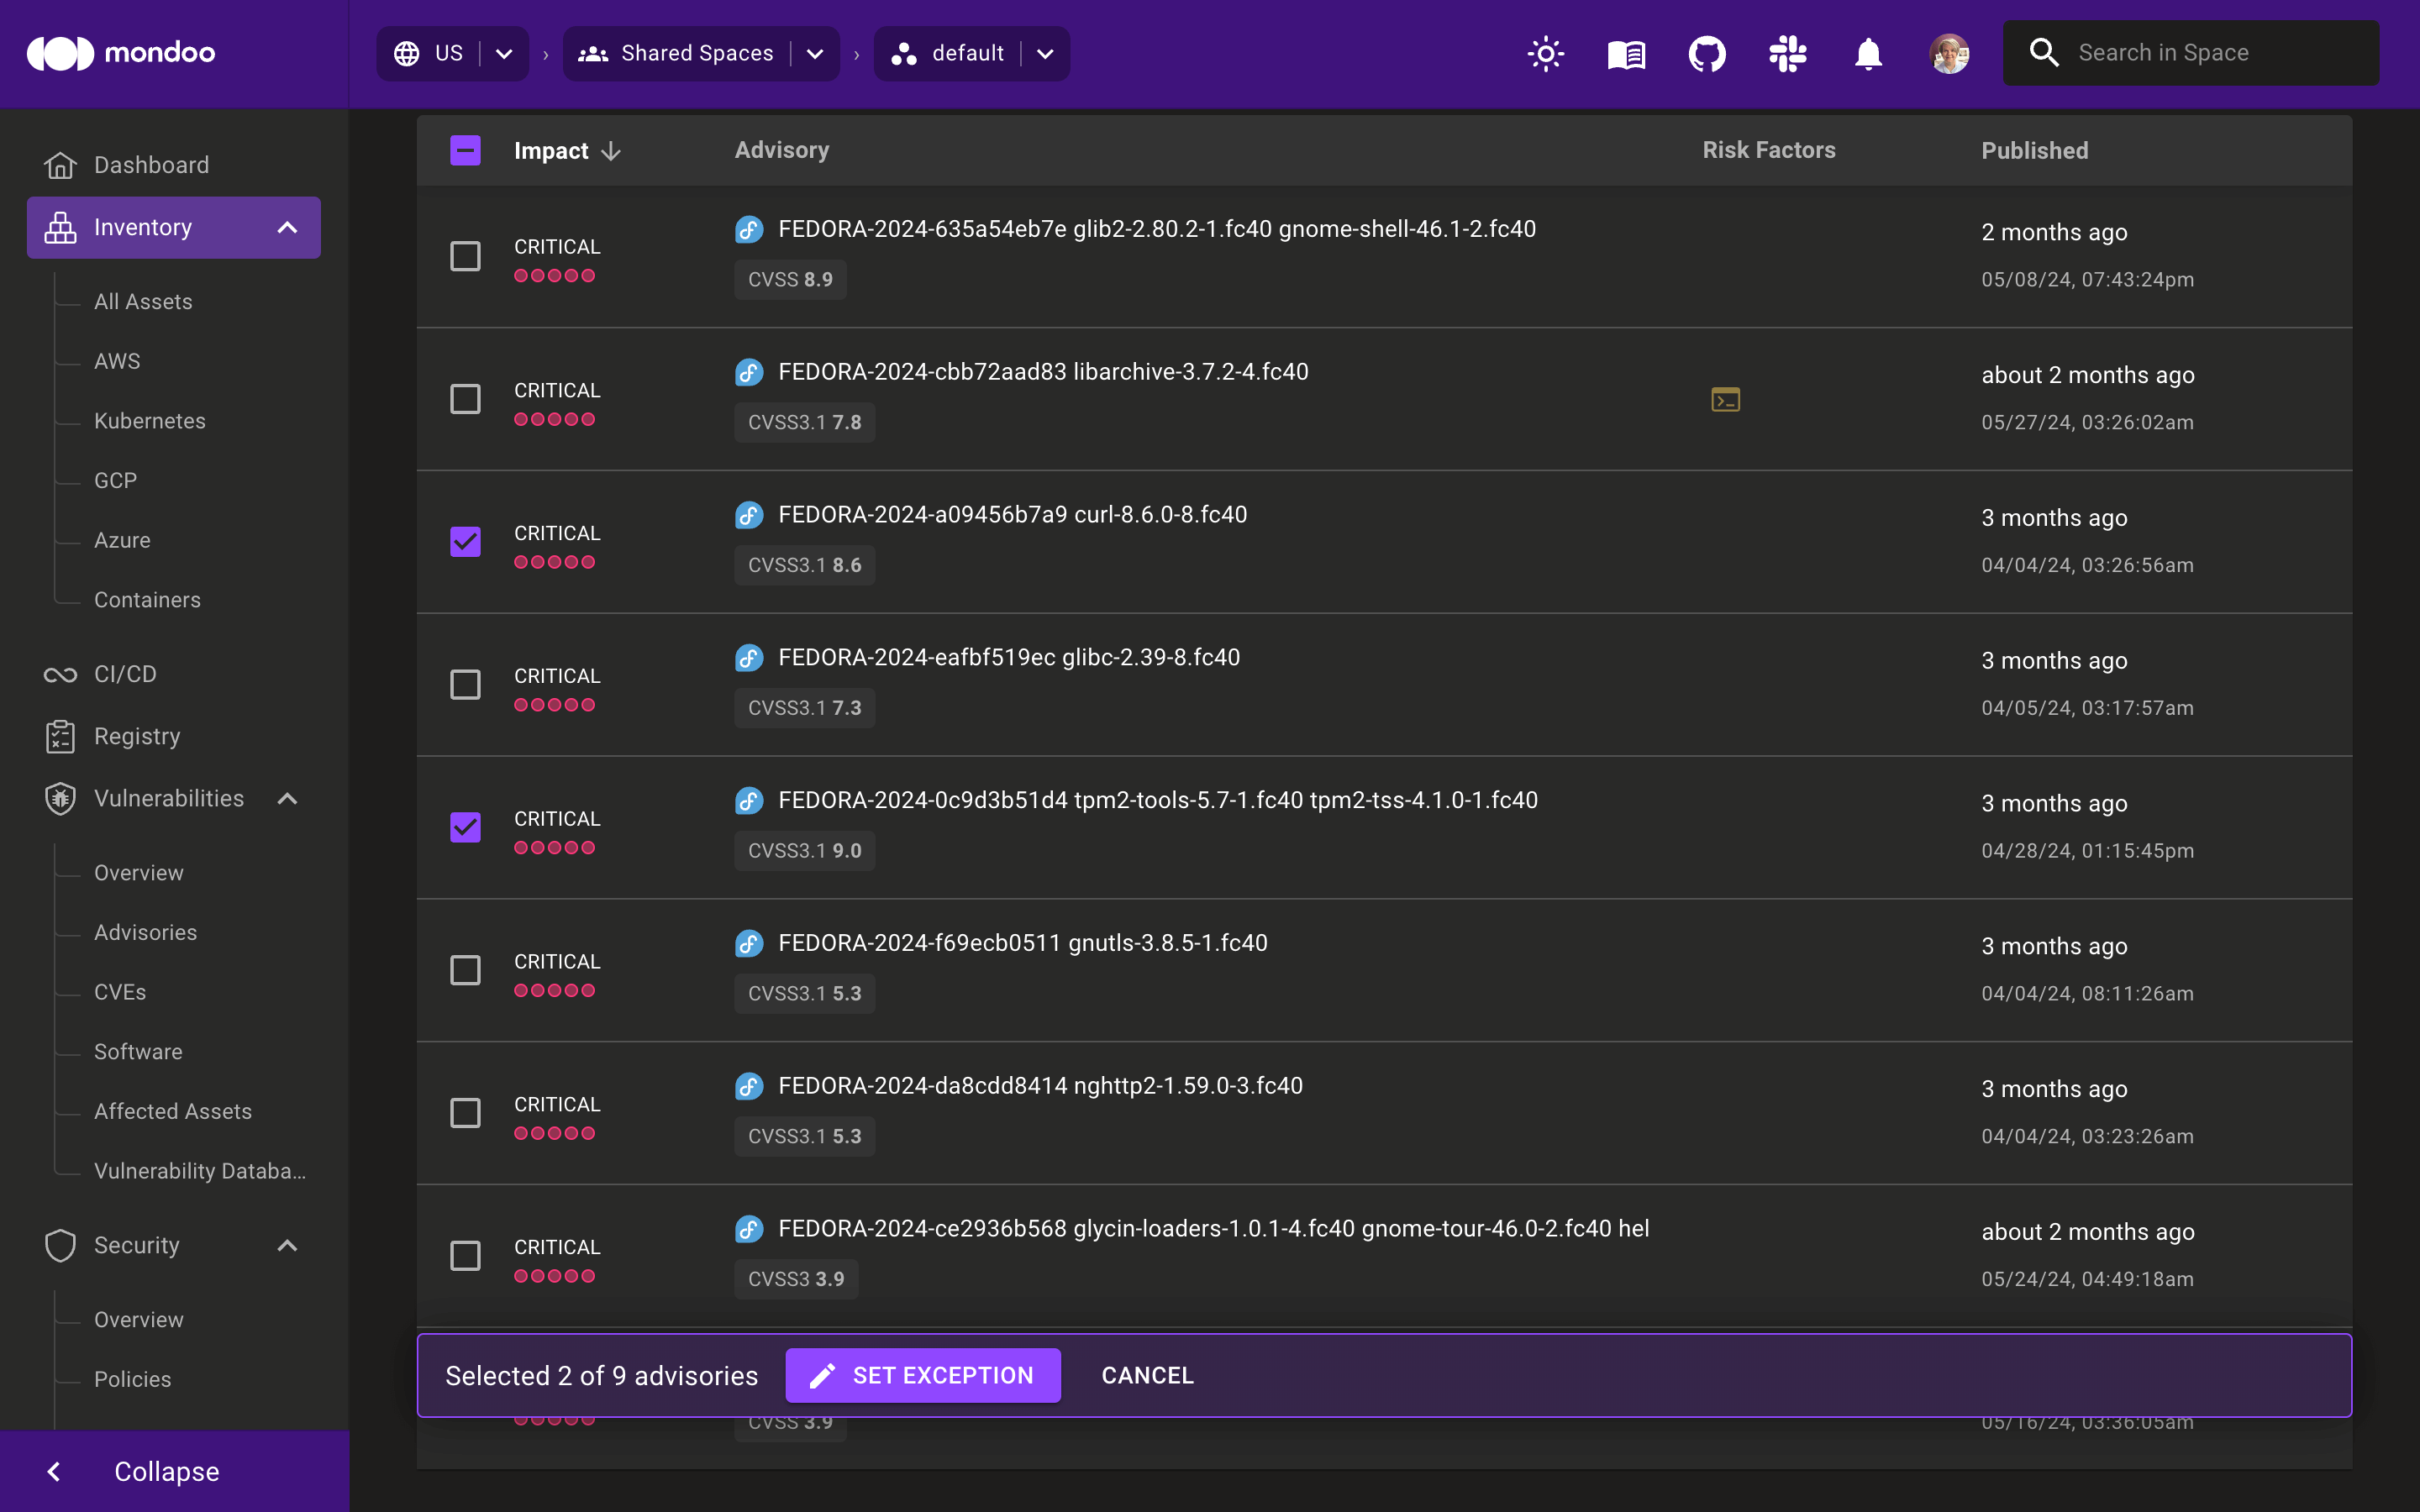 mondoo
US
Shared Spaces
default
Search in Space
Dashboard
Inventory
All Assets
AWS
Kubernetes
GCP
Azure
Containers
CI/CD
Registry
Vulnerabilities
Overview
Advisories
CVEs
Software
Affected Assets
Vulnerability Databa...
Security
Overview
Policies
Collapse
Impact Advisory Risk Factors Published
CRITICAL
FEDORA-2024-635a54eb7e glib2-2.80.2-1.fc40 gnome-shell-46.1-2.fc40
CVSS 8.9
2 months ago
05/08/24, 07:43:24pm
CRITICAL
FEDORA-2024-cbb72aad83 libarchive-3.7.2-4.fc40
CVSS3.1 7.8
about 2 months ago
05/27/24, 03:26:02am
CRITICAL
FEDORA-2024-a09456b7a9 curl-8.6.0-8.fc40
CVSS3.1 8.6
3 months ago
04/04/24, 03:26:56am
CRITICAL
FEDORA-2024-eafbf519ec glibc-2.39-8.fc40
CVSS3.1 7.3
3 months ago
04/05/24, 03:17:57am
CRITICAL
FEDORA-2024-0c9d3b51d4 tpm2-tools-5.7-1.fc40 tpm2-tss-4.1.0-1.fc40
CVSS3.1 9.0
3 months ago
04/28/24, 01:15:45pm
CRITICAL
FEDORA-2024-f69ecb0511 gnutls-3.8.5-1.fc40
CVSS3.1 5.3
3 months ago
04/04/24, 08:11:26am
CRITICAL
FEDORA-2024-da8cdd8414 nghttp2-1.59.0-3.fc40
CVSS3.1 5.3
3 months ago
04/04/24, 03:23:26am
CRITICAL
FEDORA-2024-ce2936b568 glycin-loaders-1.0.1-4.fc40 gnome-tour-46.0-2.fc40 hel
CVSS3 3.9
about 2 months ago
05/24/24, 04:49:18am
Selected 2 of 9 advisories
SET EXCEPTION
CANCEL
CVSS 3.9
05/16/24, 03:36:05am